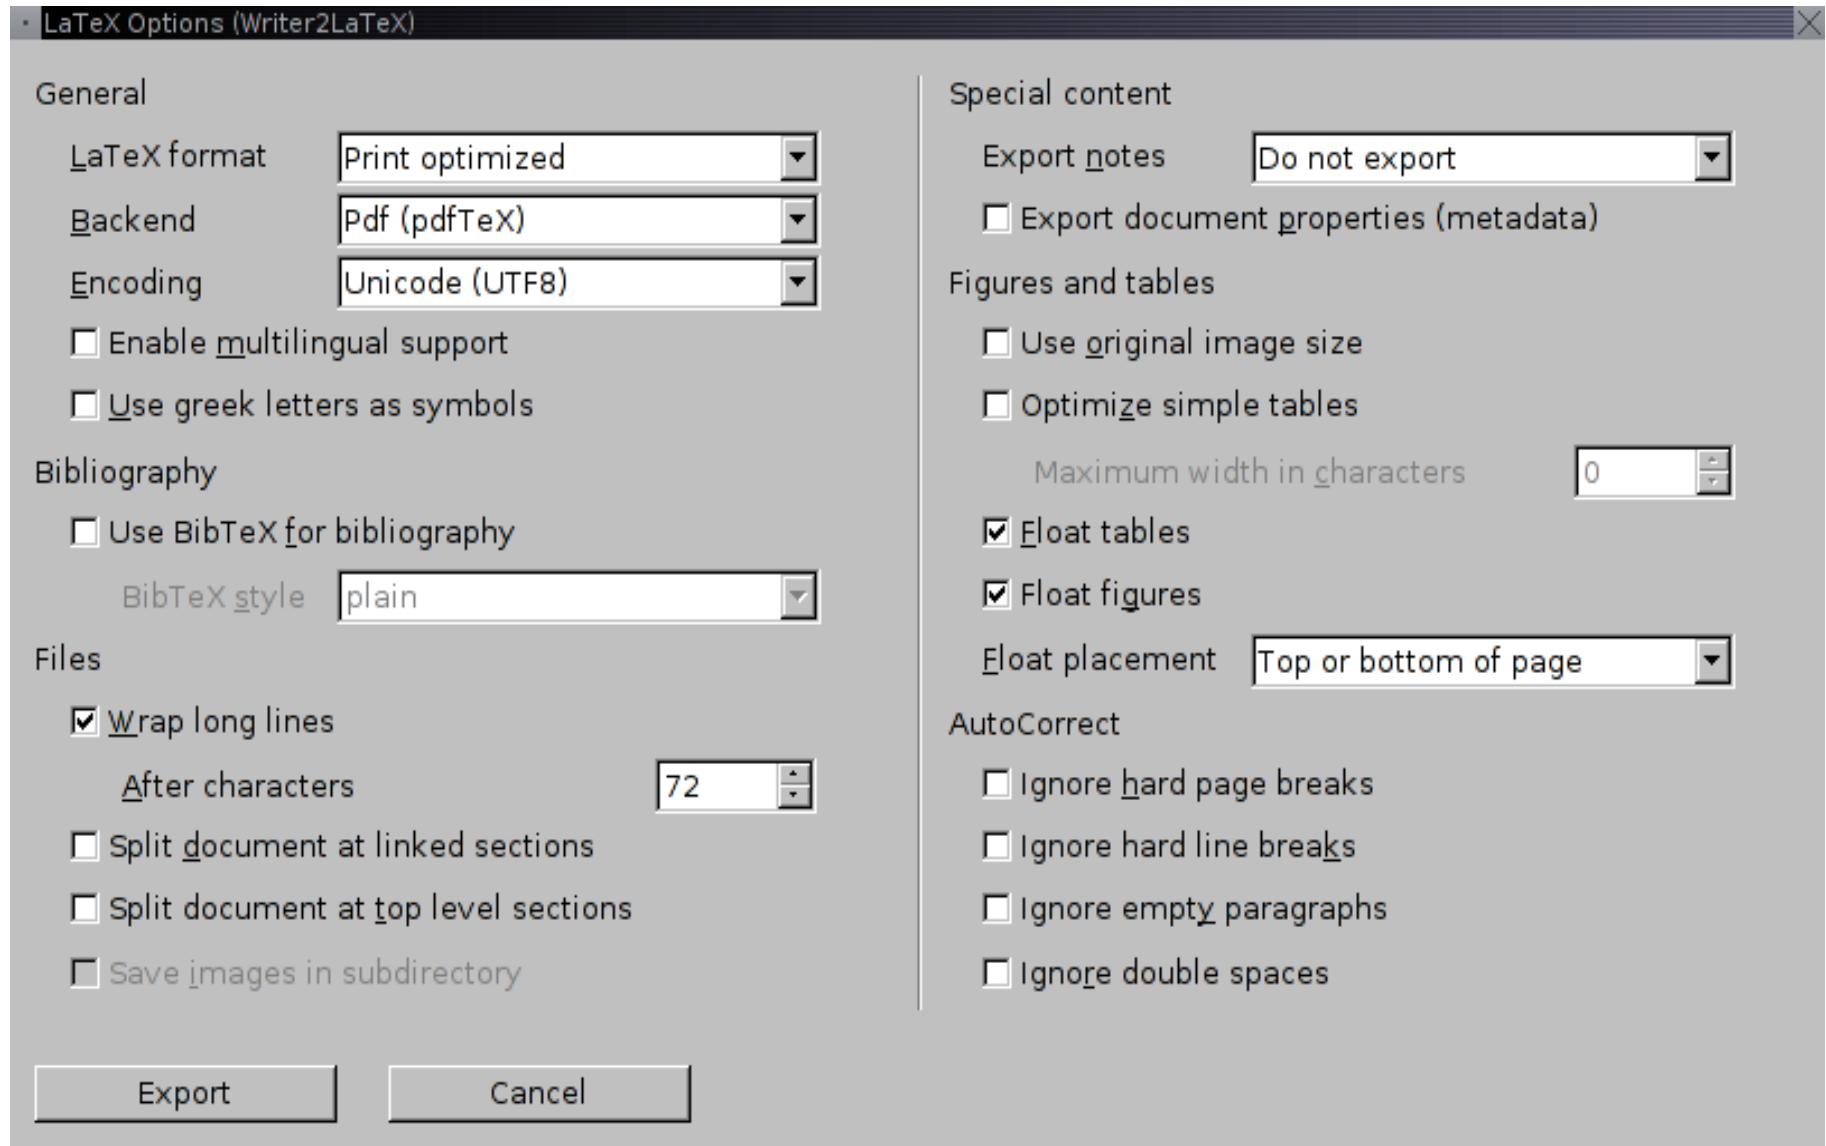 LaTeX Options (Writer2LaTeX)
General
LaTeX format Print optimized
Backend Pdf (pdfTeX)
Encoding Unicode (UTF8)
Enable multilingual support
Use greek letters as symbols
Bibliography
Use BibTeX for bibliography
BibTeX style plain
Files
Wrap long lines
After characters 72
Split document at linked sections
Split document at top level sections
Save images in subdirectory
Special content
Export notes Do not export
Export document properties (metadata)
Figures and tables
Use original image size
Optimize simple tables
Maximum width in characters 0
Float tables
Float figures
Float placement Top or bottom of page
AutoCorrect
Ignore hard page breaks
Ignore hard line breaks
Ignore empty paragraphs
Ignore double spaces
Export Cancel